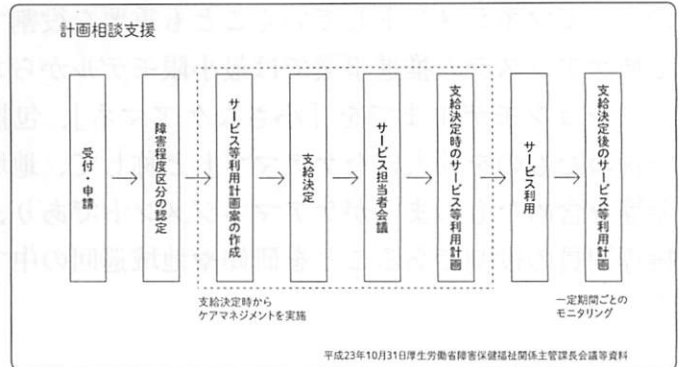 計画相談支援
受付・申請
障害程度区分の認定
サービス等利用計画案の作成
支給決定
サービス担当者会議
支給決定時のサービス等利用計画
サービス利用
支給決定後のサービス等利用計画
支給決定時から
ケアマネジメントを実施
一定期間ごとの
モニタリング
平成23年10月31日厚生労働省障害保健福祉関係主管課長会議等資料